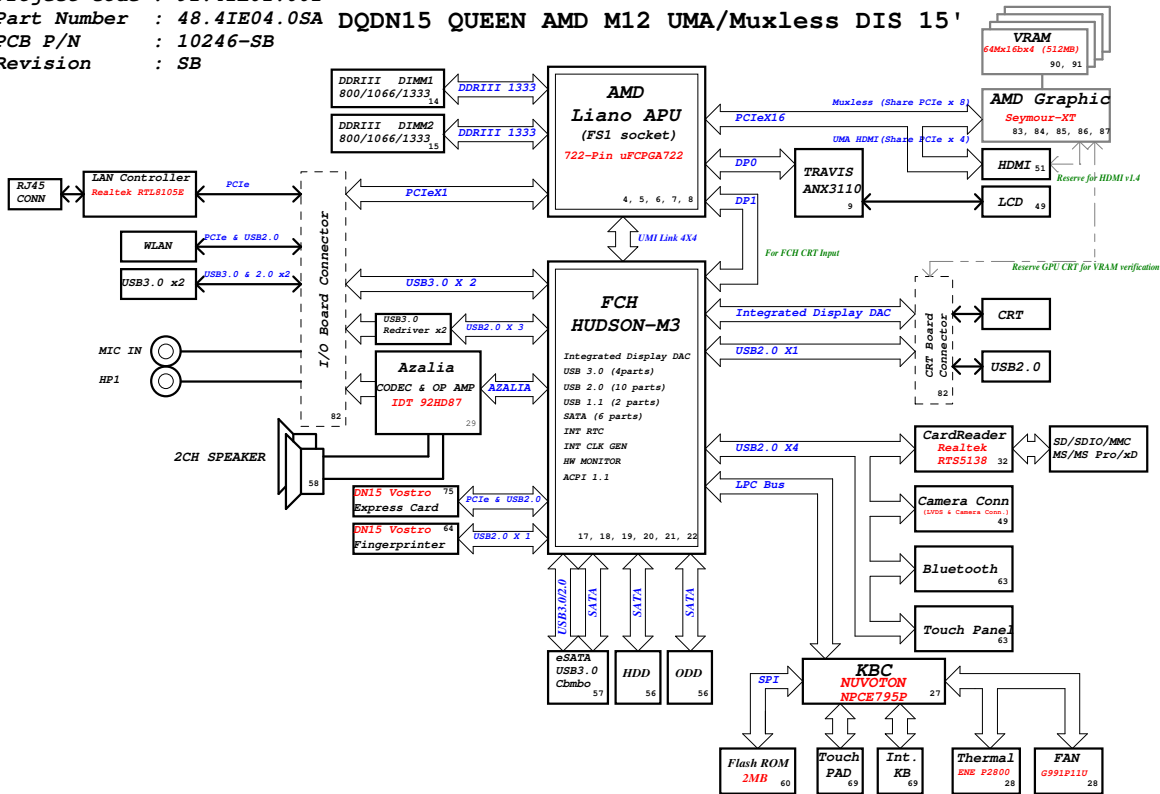 Part Number : 48.4IE04.0SA
PCB P/N : 10246-SB
Revision : SB
DQDN15 QUEEN AMD M12 UMA/Muxless DIS 15'
VRAM
64Mx16bx4 (512MB)
90, 91
DDRIII DIMM1
800/1066/1333
14
DDRIII 1333
DDRIII DIMM2
800/1066/1333
15
DDRIII 1333
AMD
Liano APU
(FS1 socket)
722-Pin uFCPGA722
4, 5, 6, 7, 8
Muxless (Share PCIe x 8)
PCIeX16
UMA HDMI(Share PCIe x 4)
AMD Graphic
Seymour-XT
83, 84, 85, 86, 87
HDMI
51
Reserve for HDMI v1.4
DP0
DP1
TRAVIS
ANX3110
9
LCD
49
RJ45
CONN
LAN Controller
Realtek RTL8105E
PCIe
PCIeX1
WLAN
PCIe & USB2.0
USB3.0 x2
USB3.0 & 2.0 x2
I/O Board Connector
82
UMI Link 4X4
For FCH CRT Input
Reserve GPU CRT for VRAM verification
USB3.0 X 2
USB3.0
Redriver x2
USB2.0 X 3
MIC IN
HP1
Azalia
CODEC & OP AMP
IDT 92HD87
29
AZALIA
2CH SPEAKER
58
FCH
HUDSON-M3
Integrated Display DAC
USB 3.0 (4parts)
USB 2.0 (10 parts)
USB 1.1 (2 parts)
SATA (6 parts)
INT RTC
INT CLK GEN
HW MONITOR
ACPI 1.1
17, 18, 19, 20, 21, 22
Integrated Display DAC
USB2.0 X1
CRT Board
Connector
82
CRT
USB2.0
USB2.0 X4
LPC Bus
CardReader
Realtek
RTS5138
32
SD/SDIO/MMC
MS/MS Pro/xD
Camera Conn
(LVDS & Camera Conn.)
49
Bluetooth
63
Touch Panel
63
DN15 Vostro
75
Express Card
PCIe & USB2.0
DN15 Vostro
64
Fingerprinter
USB2.0 X 1
USB3.0/2.0
SATA
SATA
SATA
eSATA
USB3.0
Cbmbo
57
HDD
56
ODD
56
KBC
NUVOTON
NPCE795P
27
SPI
Flash ROM
2MB
60
Touch
PAD
69
Int.
KB
69
Thermal
ENE P2800
28
FAN
G991P11U
28